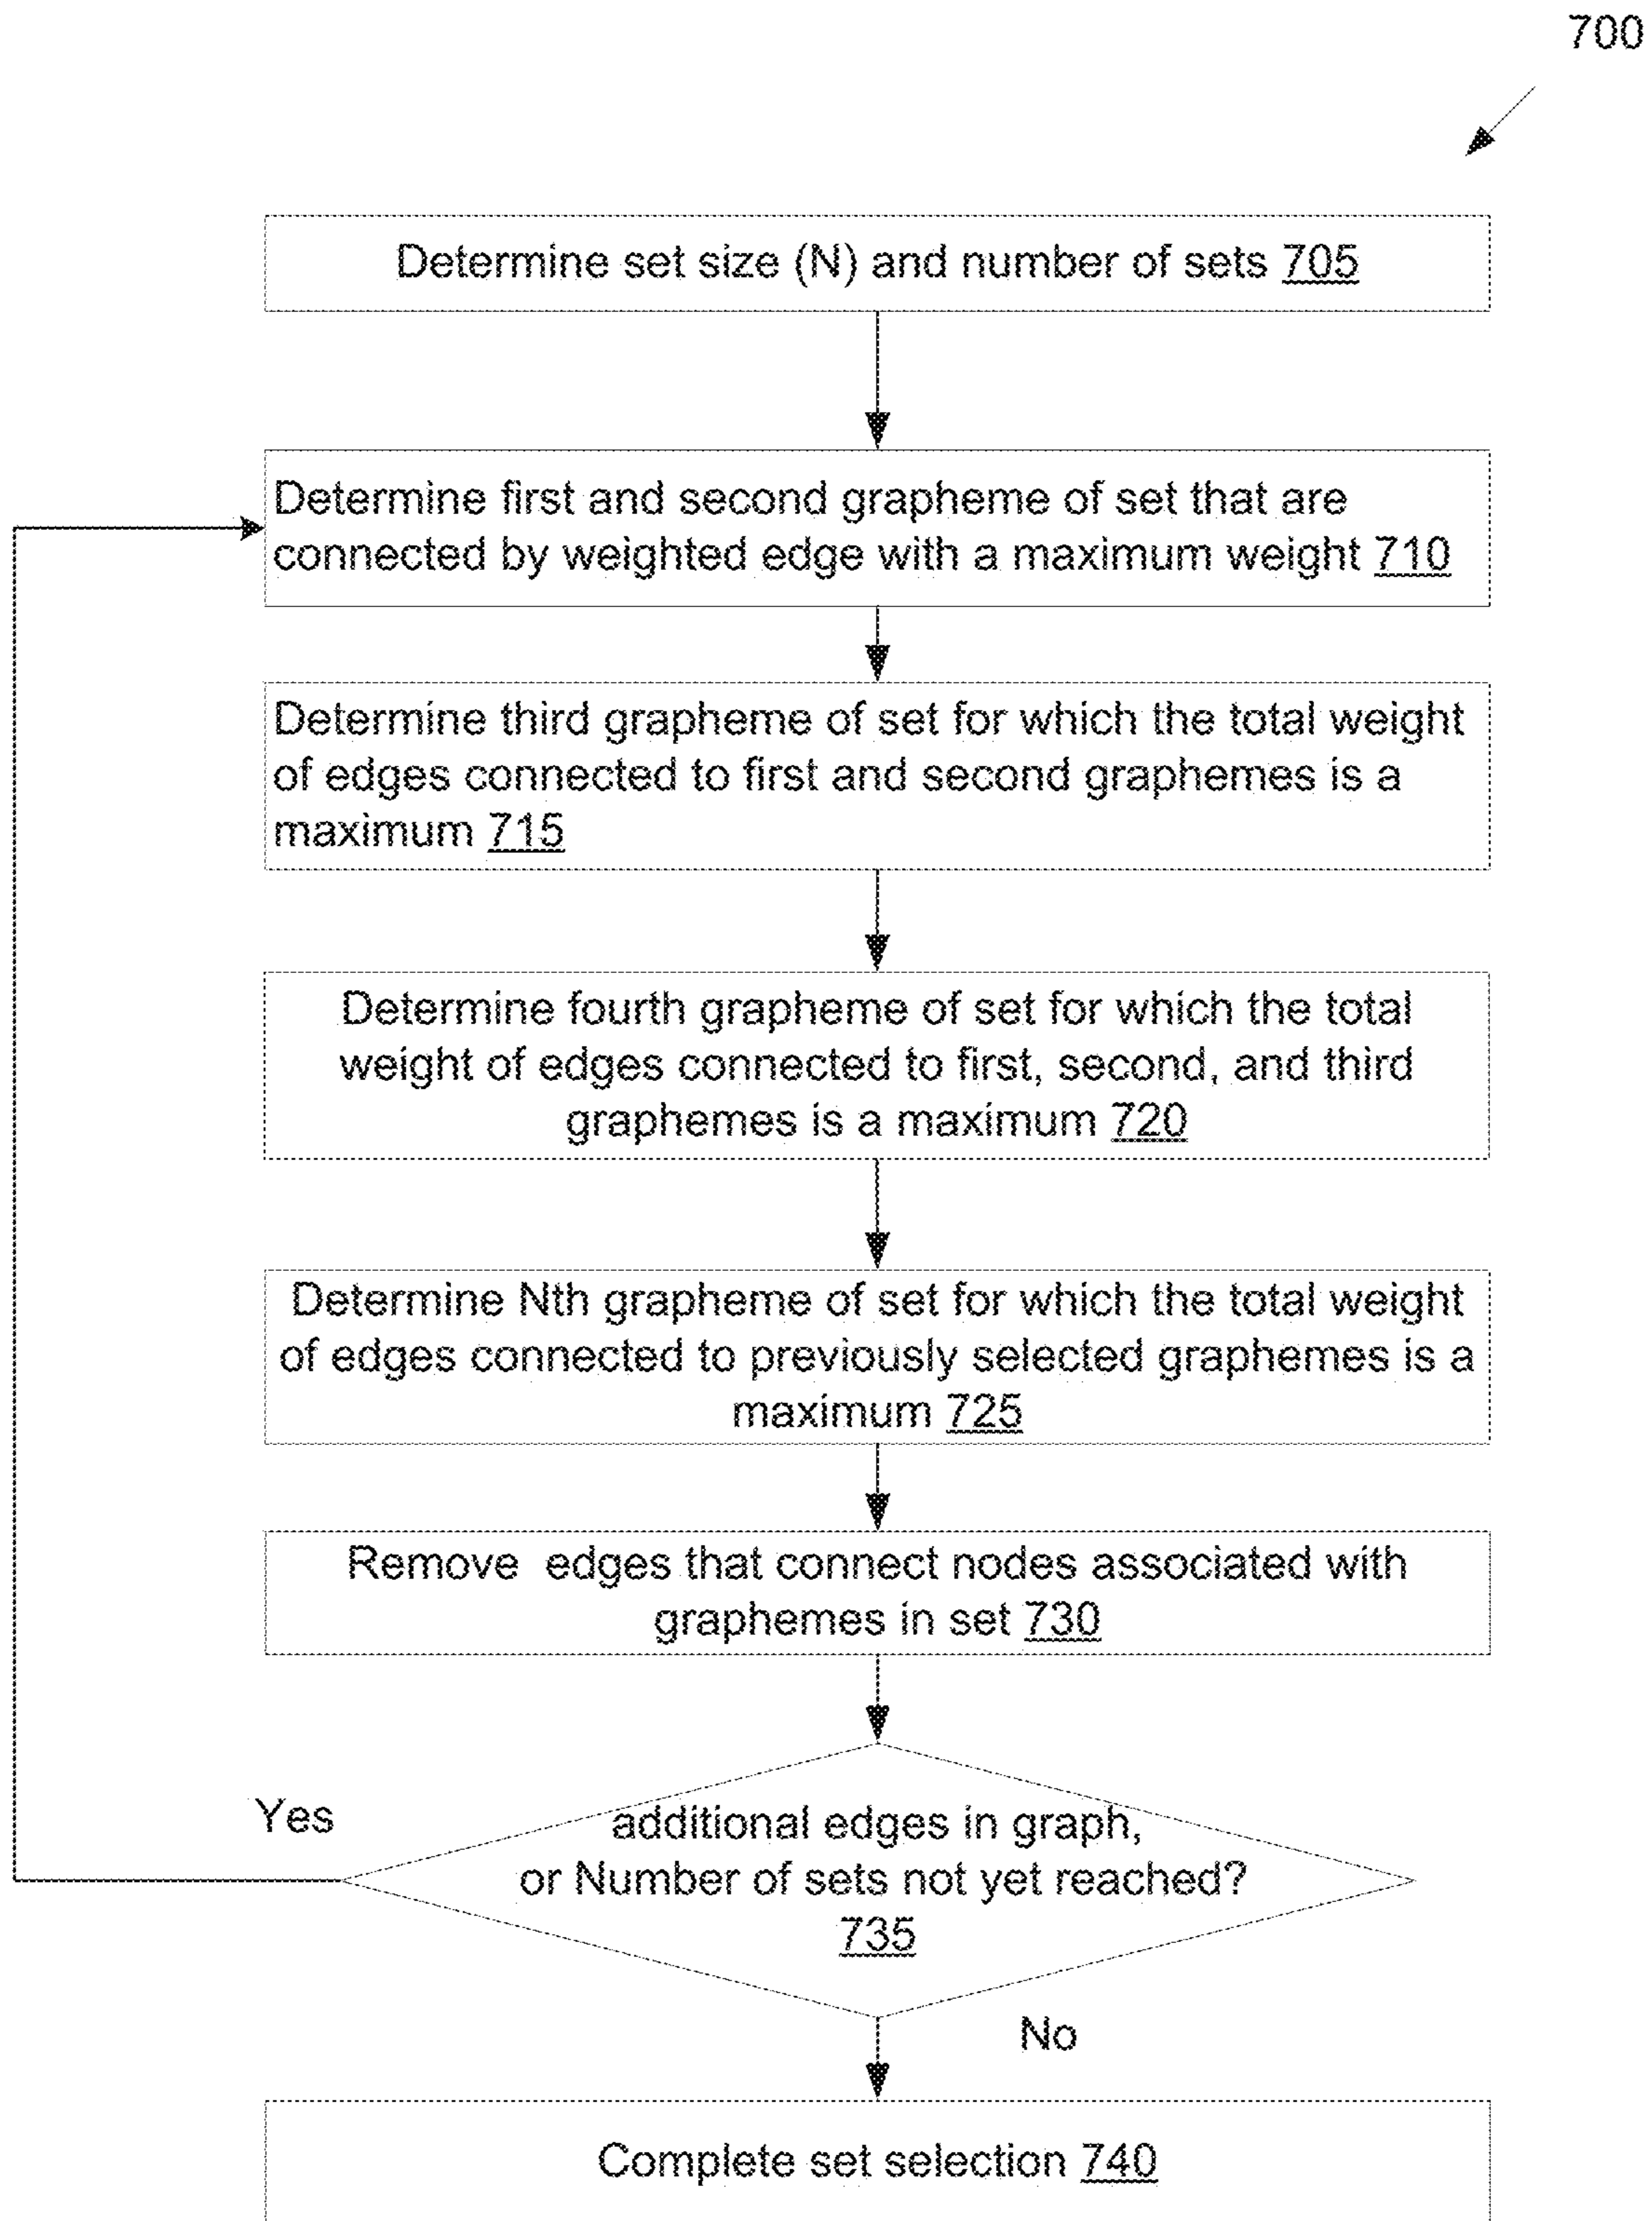 700
Determine set size (N) and number of sets 705
Determine first and second grapheme of set that are
connected by weighted edge with a maximum weight 710
Determine third grapheme of set for which the total weight
of edges connected to first and second graphemes is a
maximum 715
Determine fourth grapheme of set for which the total
weight of edges connected to first, second, and third
graphemes is a maximum 720
Determine Nth grapheme of set for which the total weight
of edges connected to previously selected graphemes is a
maximum 725
Remove edges that connect nodes associated with
graphemes in set 730
Yes
additional edges in graph,
or Number of sets not yet reached?
735
No
Complete set selection 740